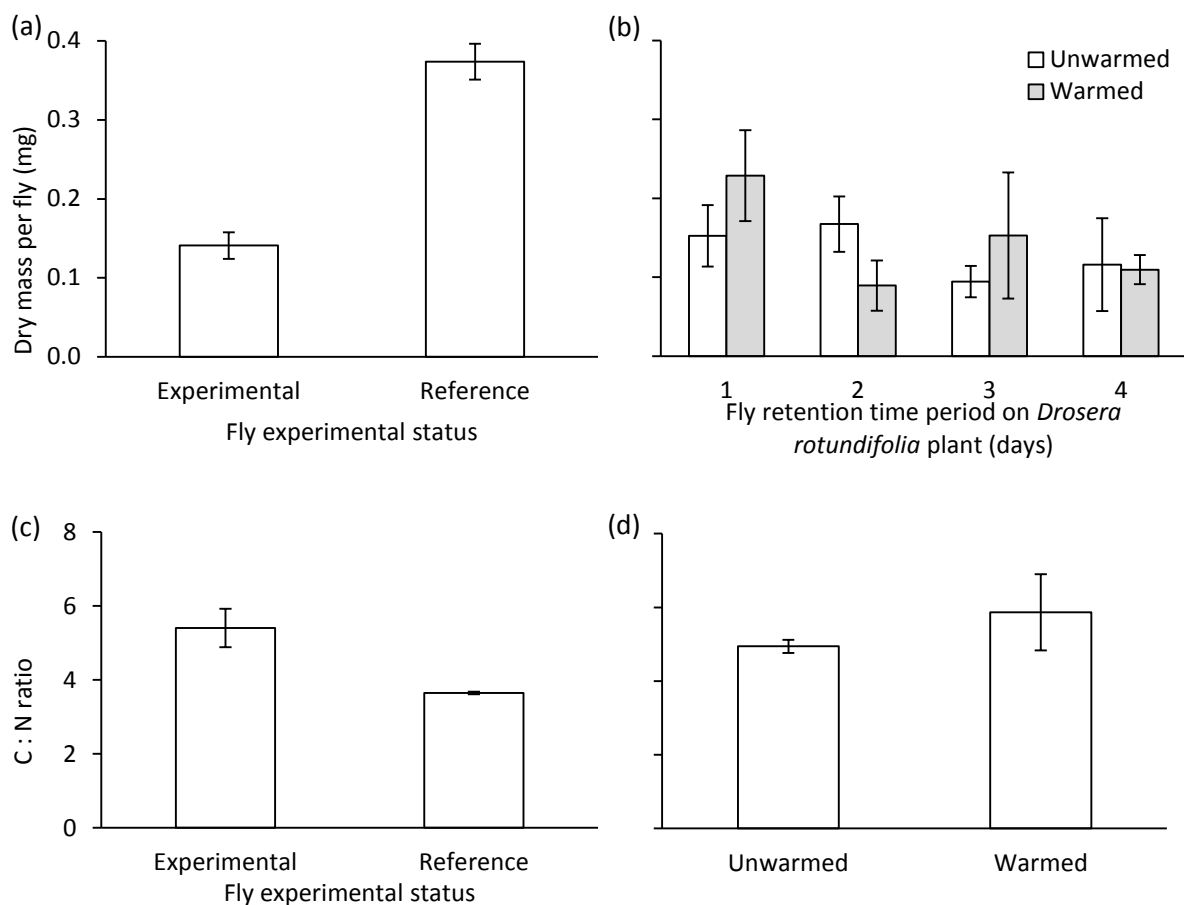 (a)
0.4
0.3
0.2
0.1
0.0
Dry mass per fly (mg)
Experimental Reference
Fly experimental status
(b)
Unwarmed
Warmed
1 2 3 4
Fly retention time period on Drosera
rotundifolia plant (days)
(c)
8
6
4
2
0
C : N ratio
Experimental Reference
Fly experimental status
(d)
Unwarmed Warmed